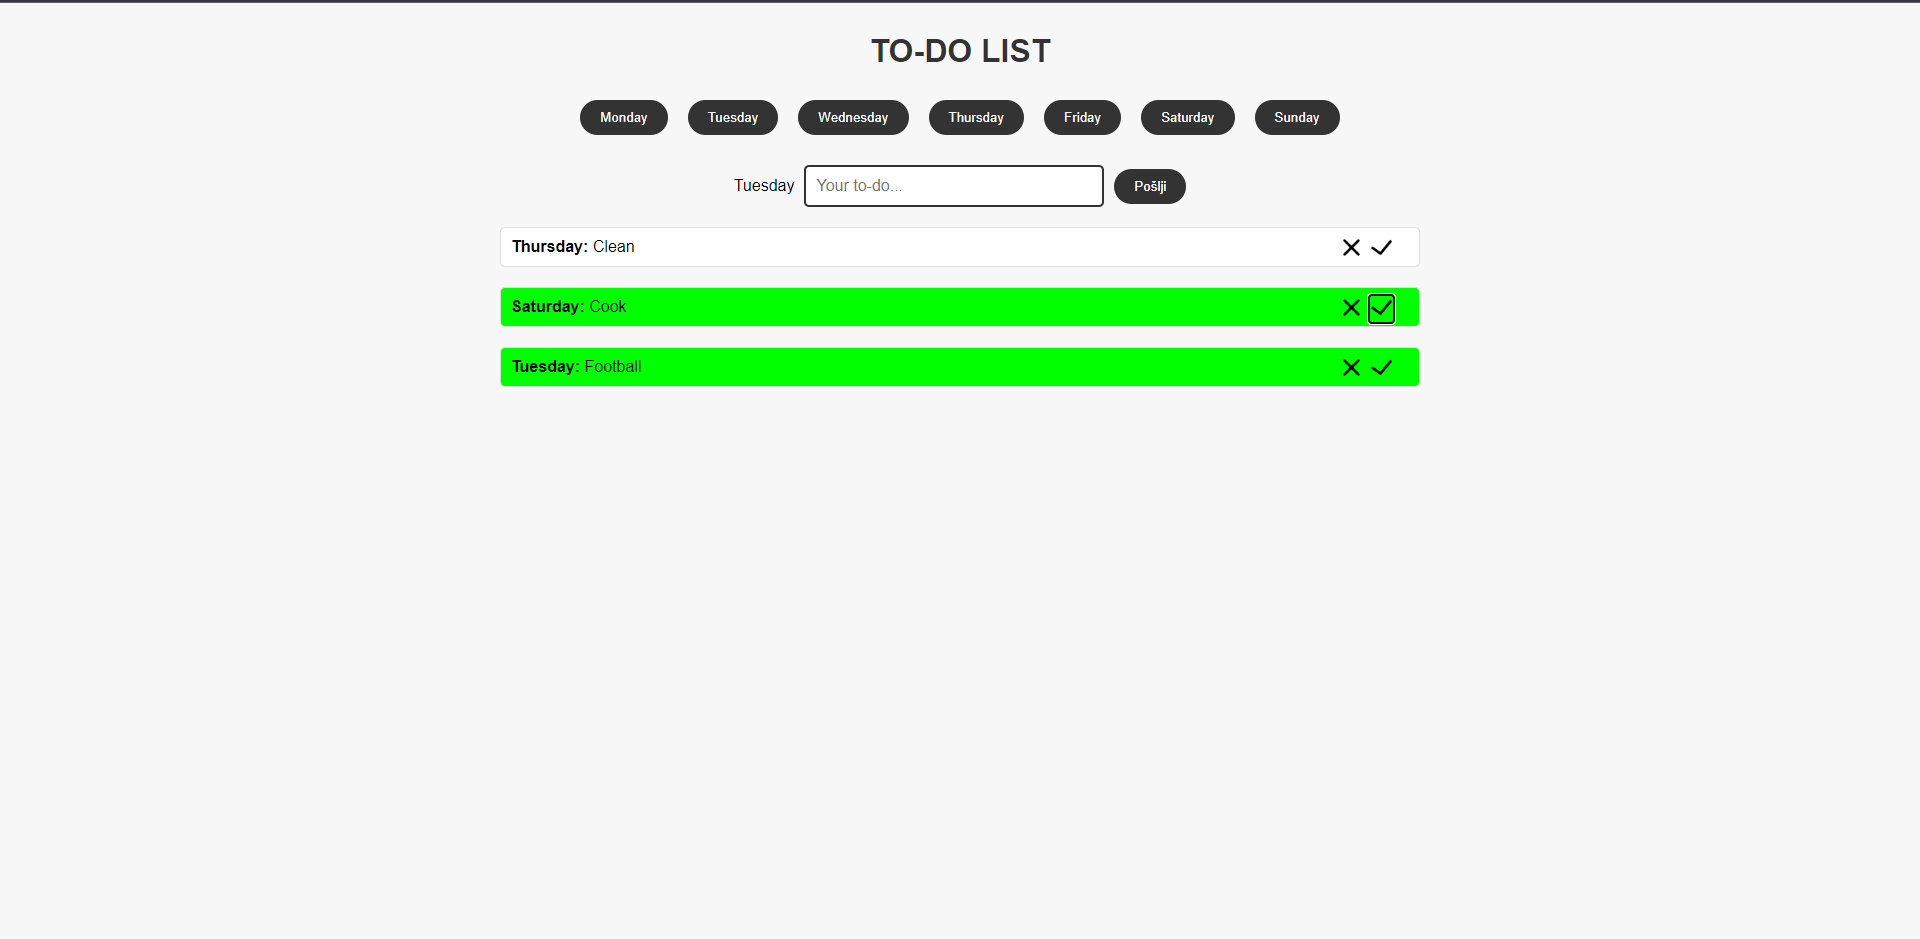 TO-DO LIST
Monday Tuesday Wednesday Thursday Friday Saturday Sunday
Tuesday Your to-do... Pošlji
Thursday: Clean
Saturday: Cook
Tuesday: Football